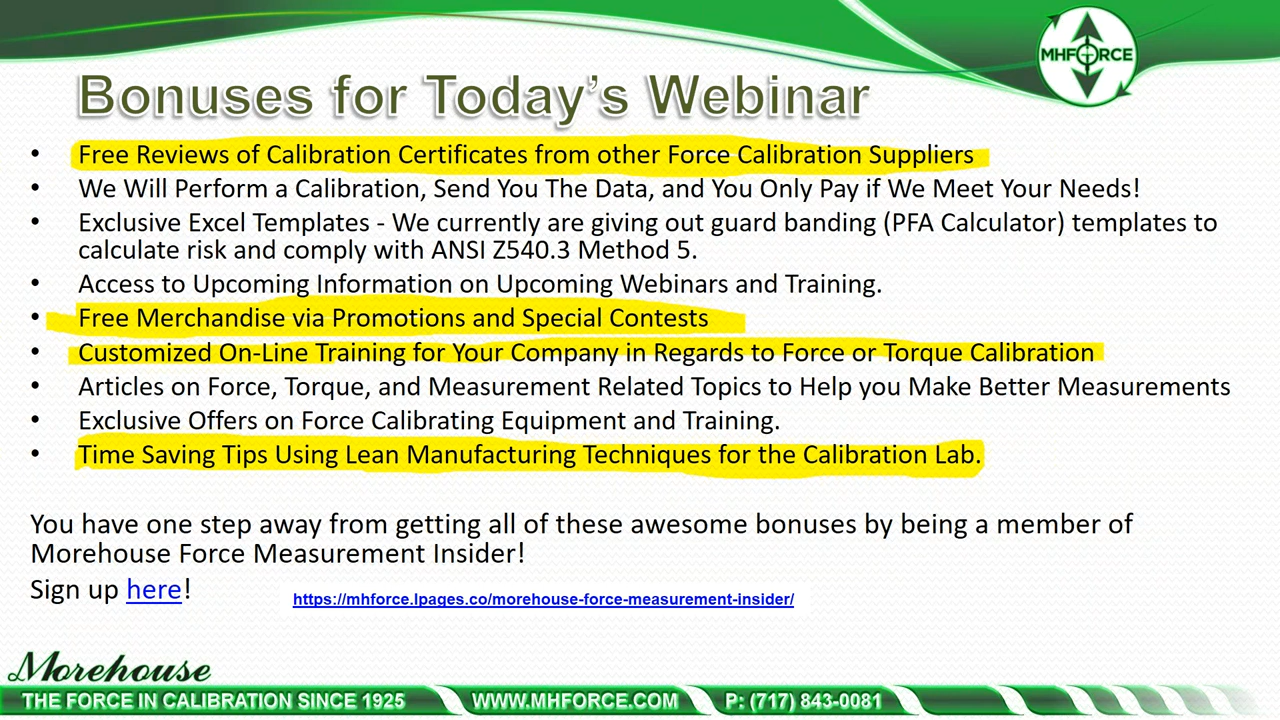 MHFORCE
Bonuses for Today's Webinar
• Free Reviews of Calibration Certificates from other Force Calibration Suppliers
• We Will Perform a Calibration, Send You The Data, and You Only Pay if We Meet Your Needs!
• Exclusive Excel Templates - We currently are giving out guard banding (PFA Calculator) templates to
calculate risk and comply with ANSI Z540.3 Method 5.
• Access to Upcoming Information on Upcoming Webinars and Training.
• Free Merchandise via Promotions and Special Contests
• Customized On-Line Training for Your Company in Regards to Force or Torque Calibration
• Articles on Force, Torque, and Measurement Related Topics to Help you Make Better Measurements
• Exclusive Offers on Force Calibrating Equipment and Training.
• Time Saving Tips Using Lean Manufacturing Techniques for the Calibration Lab.
You have one step away from getting all of these awesome bonuses by being a member of
Morehouse Force Measurement Insider!
Sign up here!
https://mhforce.lpages.co/morehouse-force-measurement-insider/
Morehouse
THE FORCE IN CALIBRATION SINCE 1925 WWW.MHFORCE.COM P: (717) 843-0081